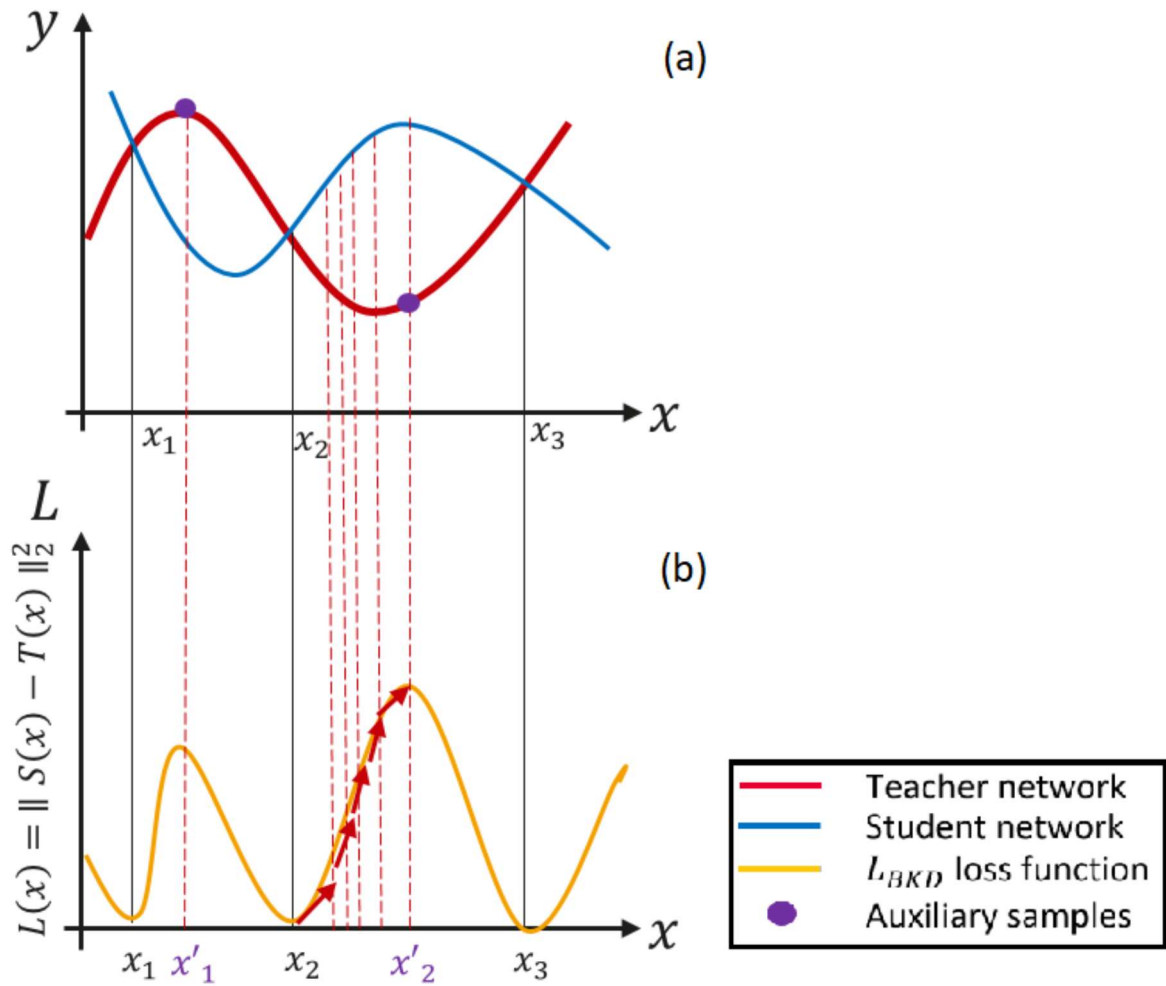 y
(a)
x
x₁
x₂
x₃
L
L(x) = ∥ S(x) − T(x) ∥₂²
(b)
x
x₁
x′₁
x₂
x′₂
x₃
Teacher network
Student network
L_BKD loss function
Auxiliary samples